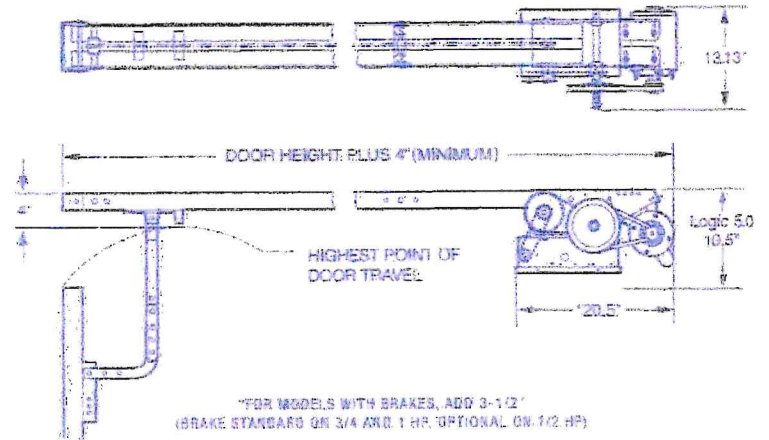 13.13"
DOOR HEIGHT PLUS 4" (MINIMUM)
4"
Logic 5.0
10.5"
HIGHEST POINT OF
DOOR TRAVEL
*20.5"
*FOR MODELS WITH BRAKES, ADD 3-1/2"
(BRAKE STANDARD ON 3/4 AND 1 HP, OPTIONAL ON 1/2 HP)